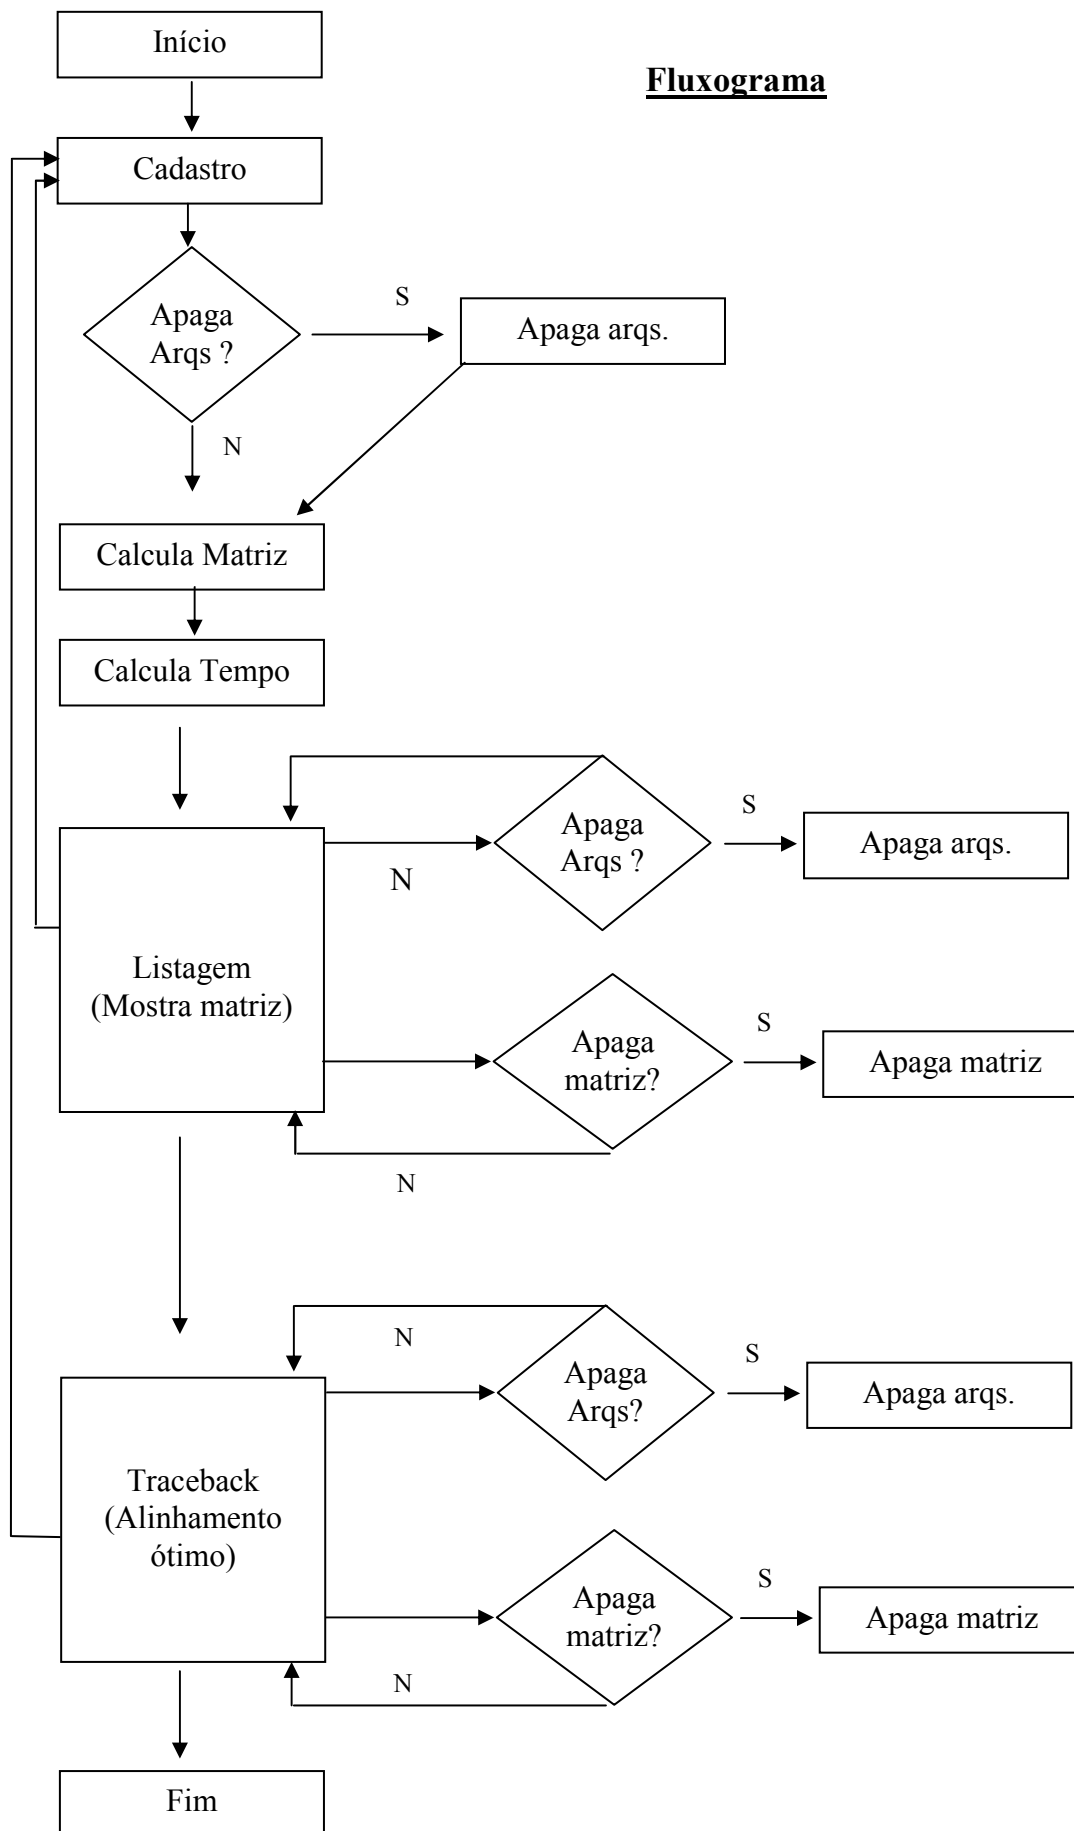 Início
Fluxograma
Cadastro
Apaga
Arqs ?
S
Apaga arqs.
N
Calcula Matriz
Calcula Tempo
Apaga
Arqs ?
S
Apaga arqs.
N
Listagem
(Mostra matriz)
Apaga
matriz?
S
Apaga matriz
N
N
Apaga
Arqs?
S
Apaga arqs.
Traceback
(Alinhamento
ótimo)
Apaga
matriz?
S
Apaga matriz
N
Fim